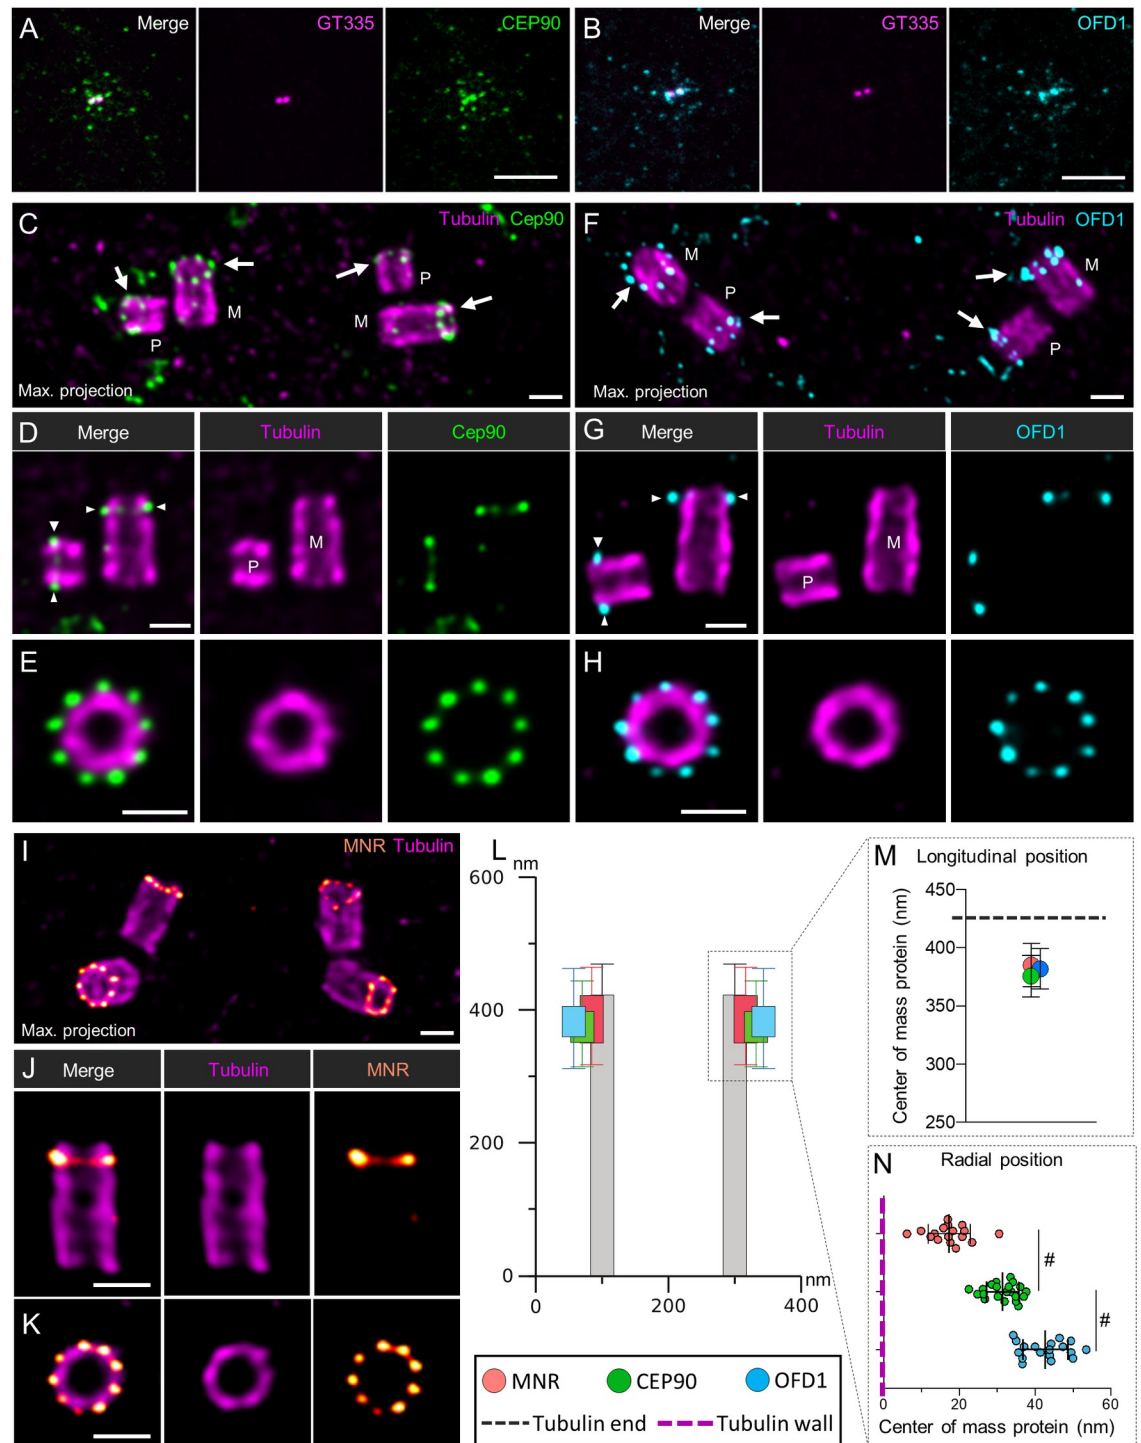 A Merge GT335 CEP90
B Merge GT335 OFD1
C Tubulin Cep90
P M P M
Max. projection
F Tubulin OFD1
M P M P
Max. projection
D Merge Tubulin Cep90
P M
G Merge Tubulin OFD1
P M
E
H
I MNR Tubulin
Max. projection
J Merge Tubulin MNR
K
L nm
600
400
200
0
0 200 400
nm
M Longitudinal position
Center of mass protein (nm)
450
400
350
300
250
N Radial position
#
#
0 20 40 60
Center of mass protein (nm)
MNR CEP90 OFD1
Tubulin end Tubulin wall